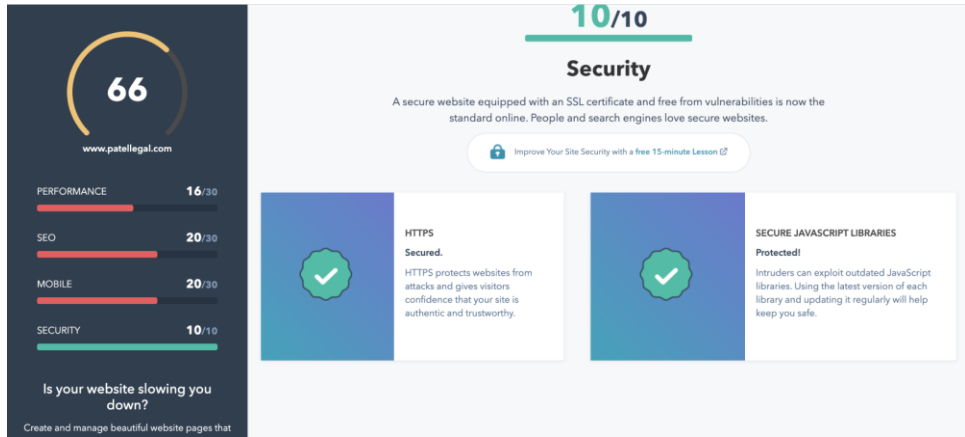 66
www.patellegal.com
PERFORMANCE 16/30
SEO 20/30
MOBILE 20/30
SECURITY 10/10
Is your website slowing you
down?
Create and manage beautiful website pages that
10/10
Security
A secure website equipped with an SSL certificate and free from vulnerabilities is now the
standard online. People and search engines love secure websites.
Improve Your Site Security with a free 15-minute Lesson
HTTPS
Secured.
HTTPS protects websites from
attacks and gives visitors
confidence that your site is
authentic and trustworthy.
SECURE JAVASCRIPT LIBRARIES
Protected!
Intruders can exploit outdated JavaScript
libraries. Using the latest version of each
library and updating it regularly will help
keep you safe.